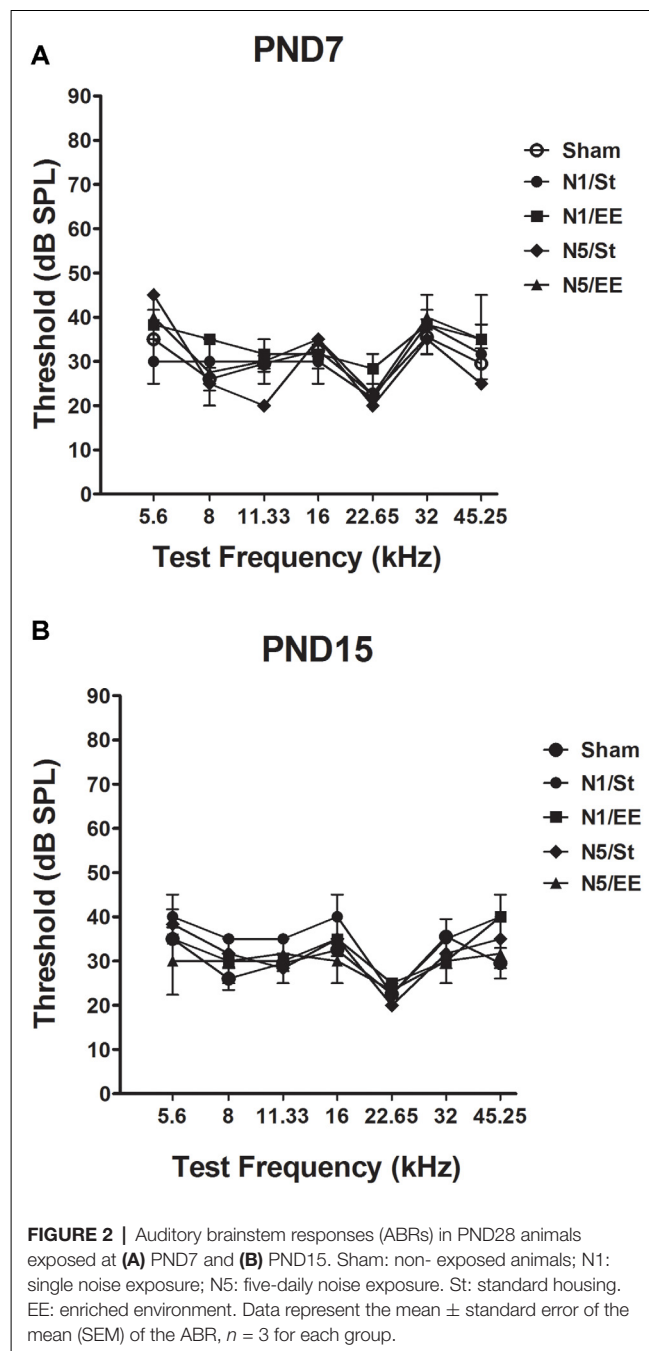 A
PND7
90
80
70
60
50
40
30
20
10
0
Threshold (dB SPL)
5.6 8 11.33 16 22.65 32 45.25
Test Frequency (kHz)
Sham
N1/St
N1/EE
N5/St
N5/EE
B
PND15
90
80
70
60
50
40
30
20
10
0
Threshold (dB SPL)
5.6 8 11.33 16 22.65 32 45.25
Test Frequency (kHz)
Sham
N1/St
N1/EE
N5/St
N5/EE
FIGURE 2 | Auditory brainstem responses (ABRs) in PND28 animals
exposed at (A) PND7 and (B) PND15. Sham: non- exposed animals; N1:
single noise exposure; N5: five-daily noise exposure. St: standard housing.
EE: enriched environment. Data represent the mean ± standard error of the
mean (SEM) of the ABR, n = 3 for each group.